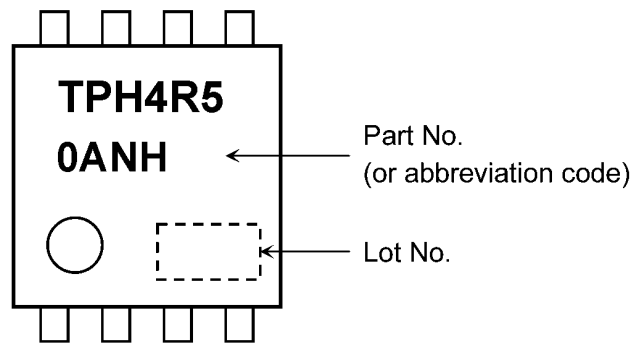 TPH4R5
0ANH
Part No.
(or abbreviation code)
Lot No.